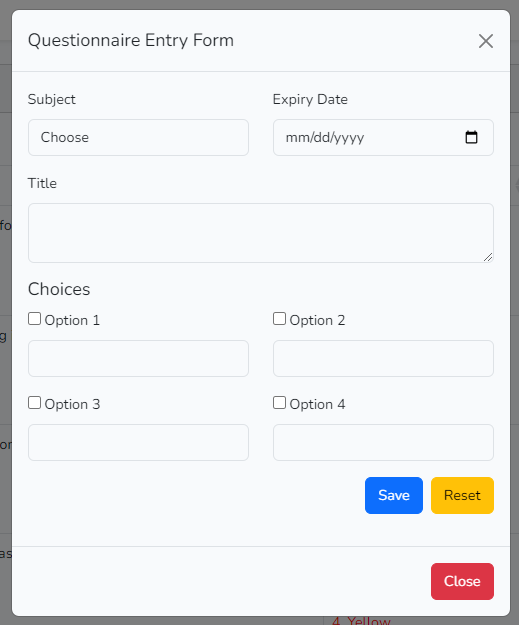 Questionnaire Entry Form
Subject
Expiry Date
Choose
mm/dd/yyyy
Title
Choices
Option 1
Option 2
Option 3
Option 4
Save
Reset
Close
fo
g
or
as
4. Yellow